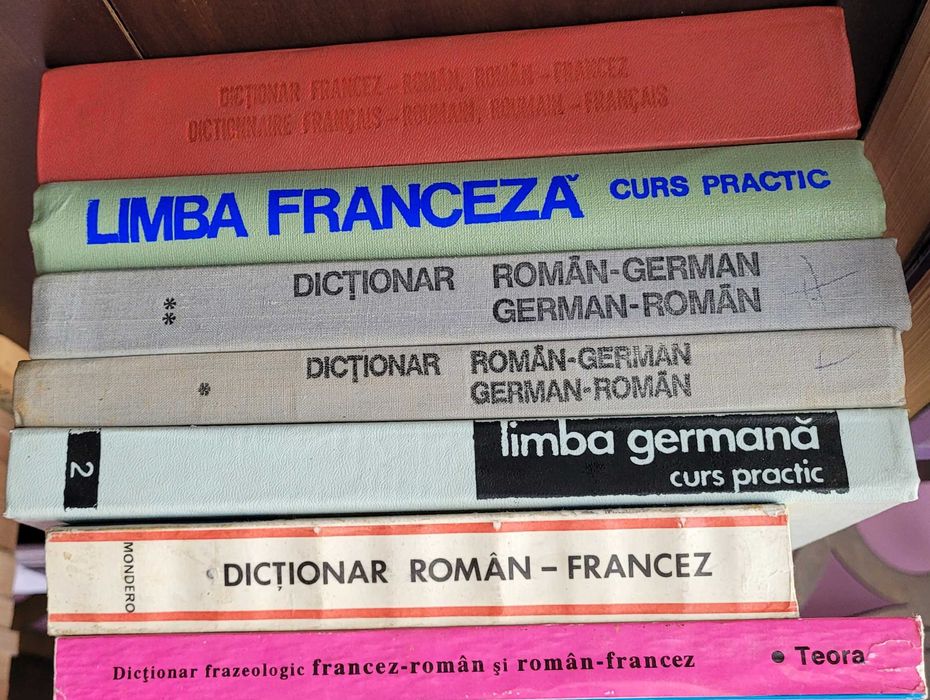 DICȚIONAR FRANCEZ-ROMÂN, ROMÂN-FRANCEZ
DICTIONNAIRE FRANÇAIS-ROUMAIN, ROUMAIN-FRANÇAIS
LIMBA FRANCEZĂ CURS PRACTIC
DICȚIONAR ROMÂN-GERMAN
** GERMAN-ROMÂN
DICȚIONAR ROMÂN-GERMAN
* GERMAN-ROMÂN
2 limba germană
curs practic
MONDERO DICȚIONAR ROMÂN – FRANCEZ
Dicționar frazeologic francez-român și român-francez • Teora